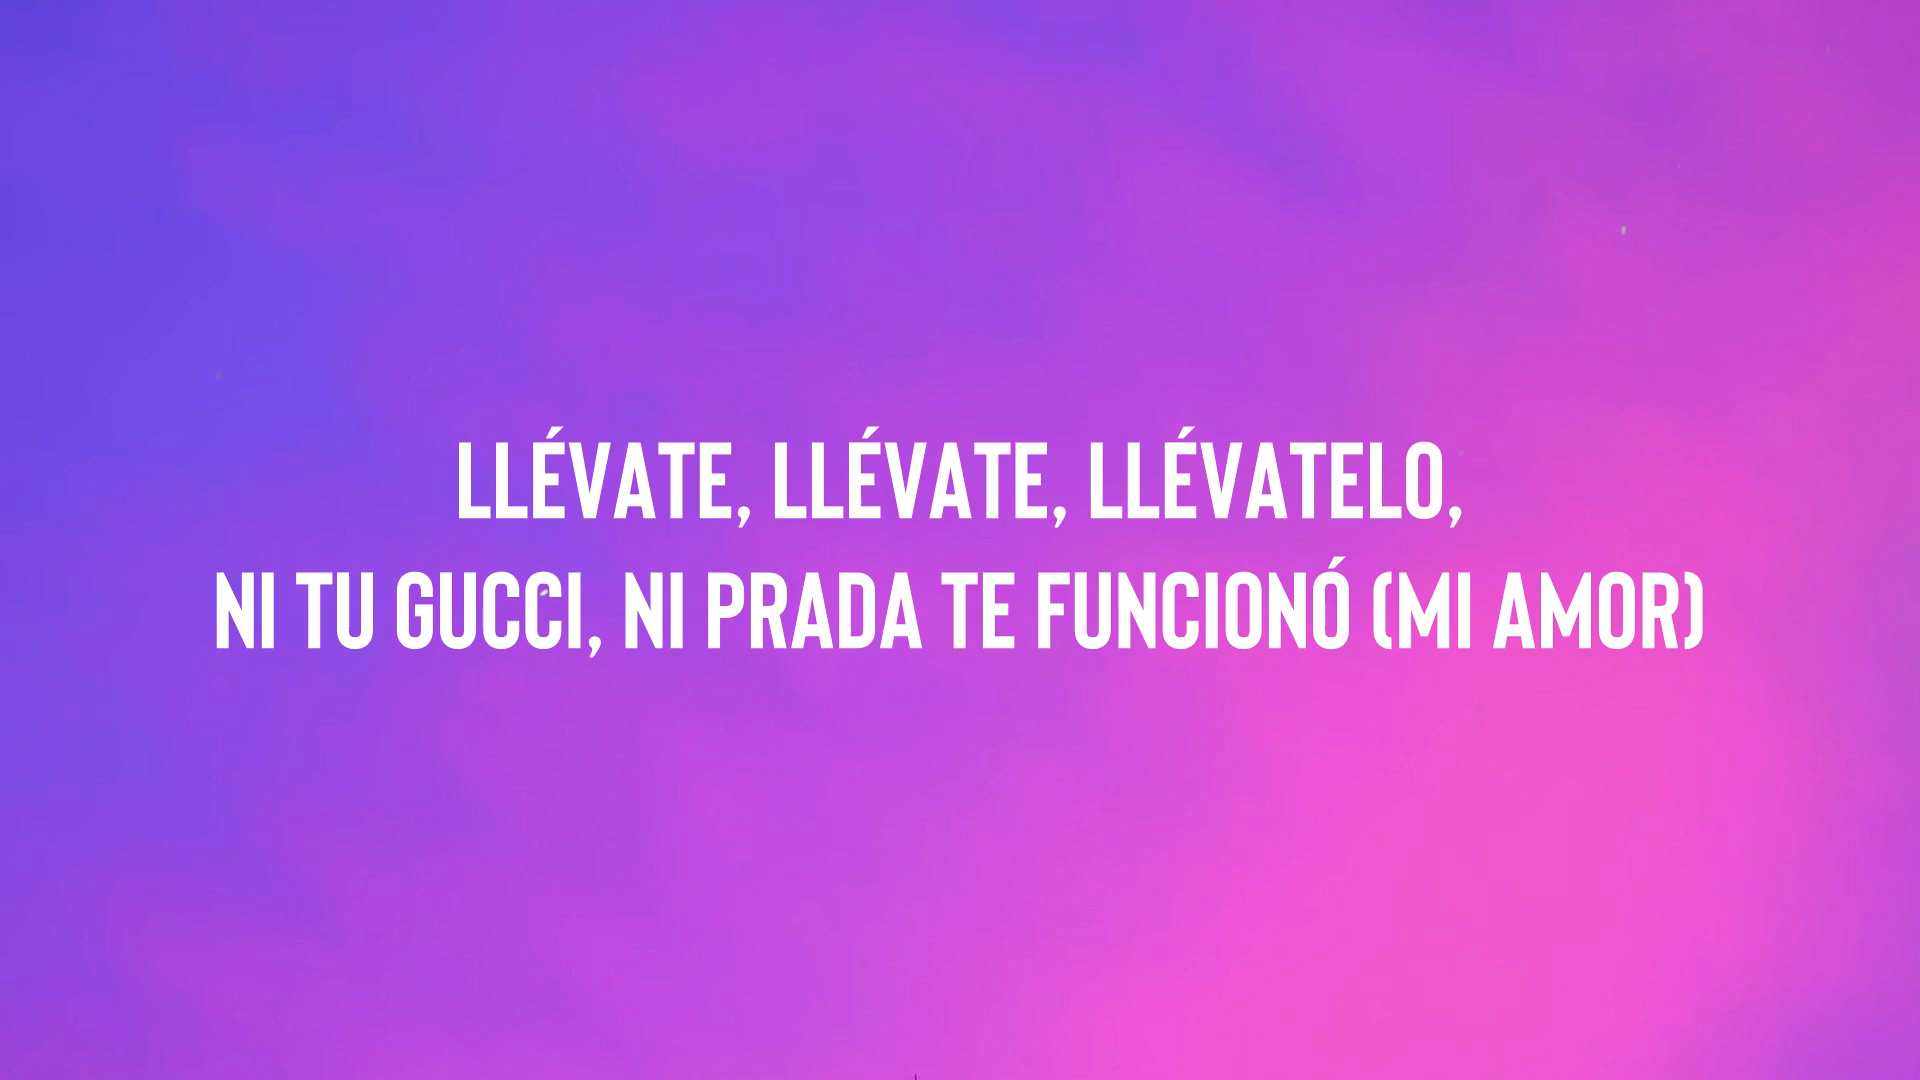 LLÉVATE, LLÉVATE, LLÉVATELO,
NI TU GUCCI, NI PRADA TE FUNCIONÓ (MI AMOR)